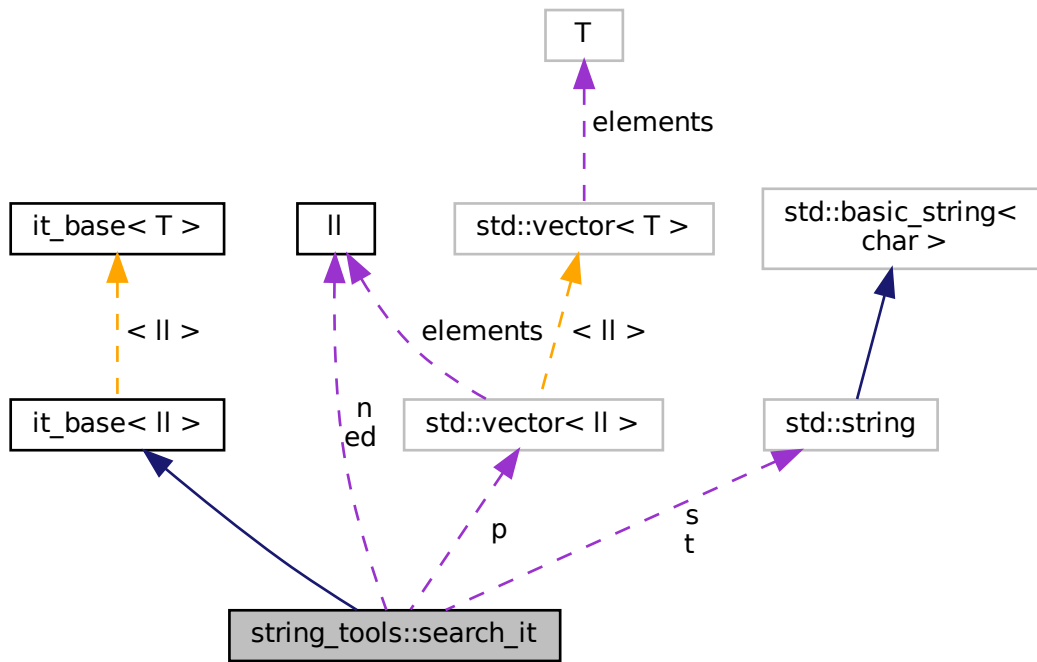 T
elements
it_base< T >
ll
std::vector< T >
std::basic_string<
char >
< ll >
elements
< ll >
n
ed
it_base< ll >
std::vector< ll >
std::string
p
s
t
string_tools::search_it